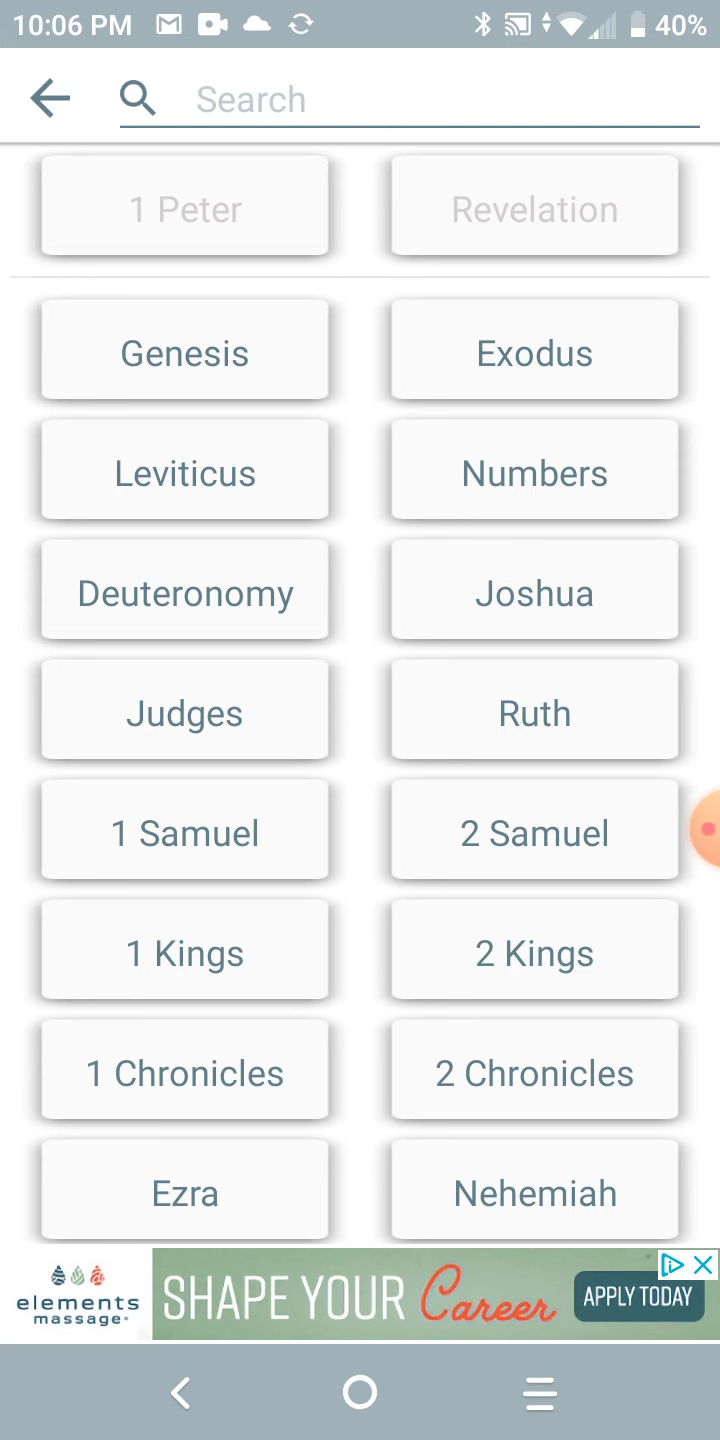 10:06 PM 40%
Search
1 Peter Revelation
Genesis Exodus
Leviticus Numbers
Deuteronomy Joshua
Judges Ruth
1 Samuel 2 Samuel
1 Kings 2 Kings
1 Chronicles 2 Chronicles
Ezra Nehemiah
elements
massage
SHAPE YOUR Career
APPLY TODAY